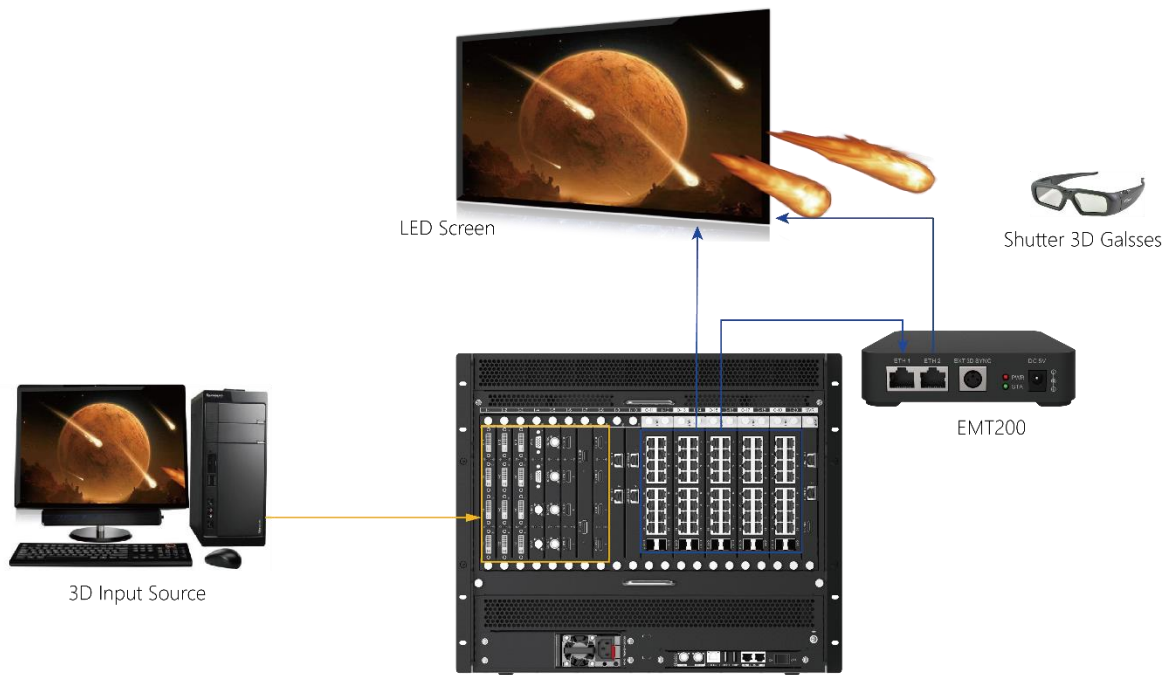 LED Screen
Shutter 3D Galsses
ETH 1 ETH 2 EXT 3D SYNC DC 5V
PWR
STA
EMT200
3D Input Source